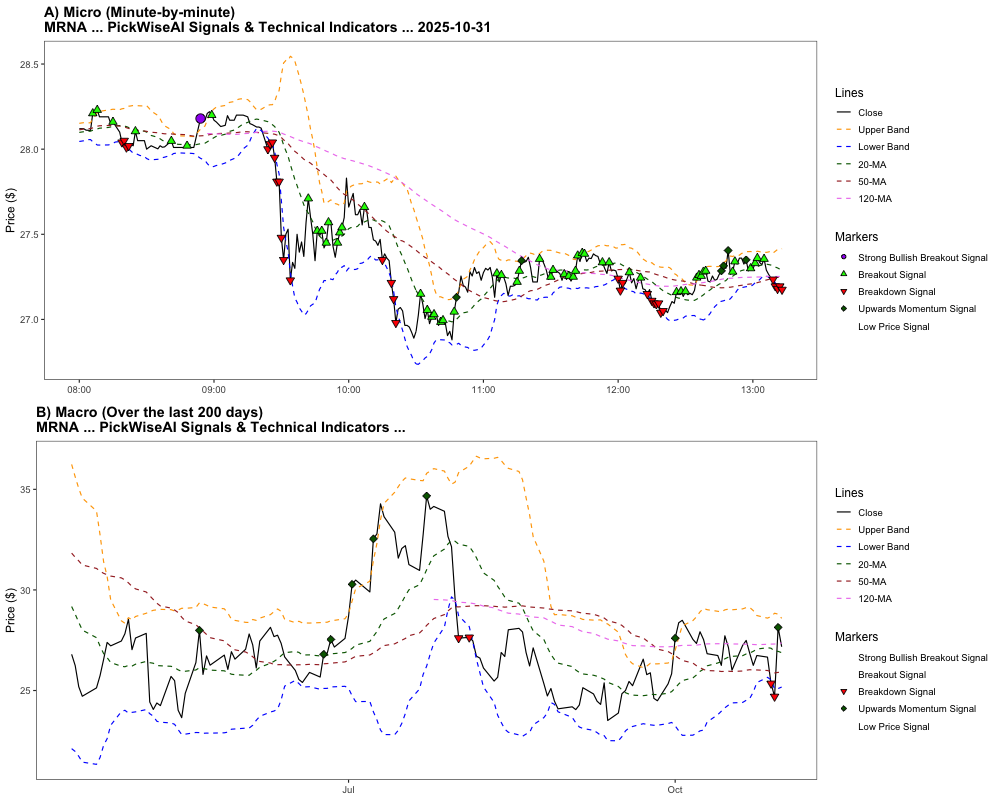 A) Micro (Minute-by-minute)
MRNA ... PickWiseAI Signals & Technical Indicators ... 2025-10-31
Price ($)
28.5
28.0
27.5
27.0
08:00
09:00
10:00
11:00
12:00
13:00
Lines
Close
Upper Band
Lower Band
20-MA
50-MA
120-MA
Markers
Strong Bullish Breakout Signal
Breakout Signal
Breakdown Signal
Upwards Momentum Signal
Low Price Signal
B) Macro (Over the last 200 days)
MRNA ... PickWiseAI Signals & Technical Indicators ...
Price ($)
35
30
25
Jul
Oct
Lines
Close
Upper Band
Lower Band
20-MA
50-MA
120-MA
Markers
Strong Bullish Breakout Signal
Breakout Signal
Breakdown Signal
Upwards Momentum Signal
Low Price Signal